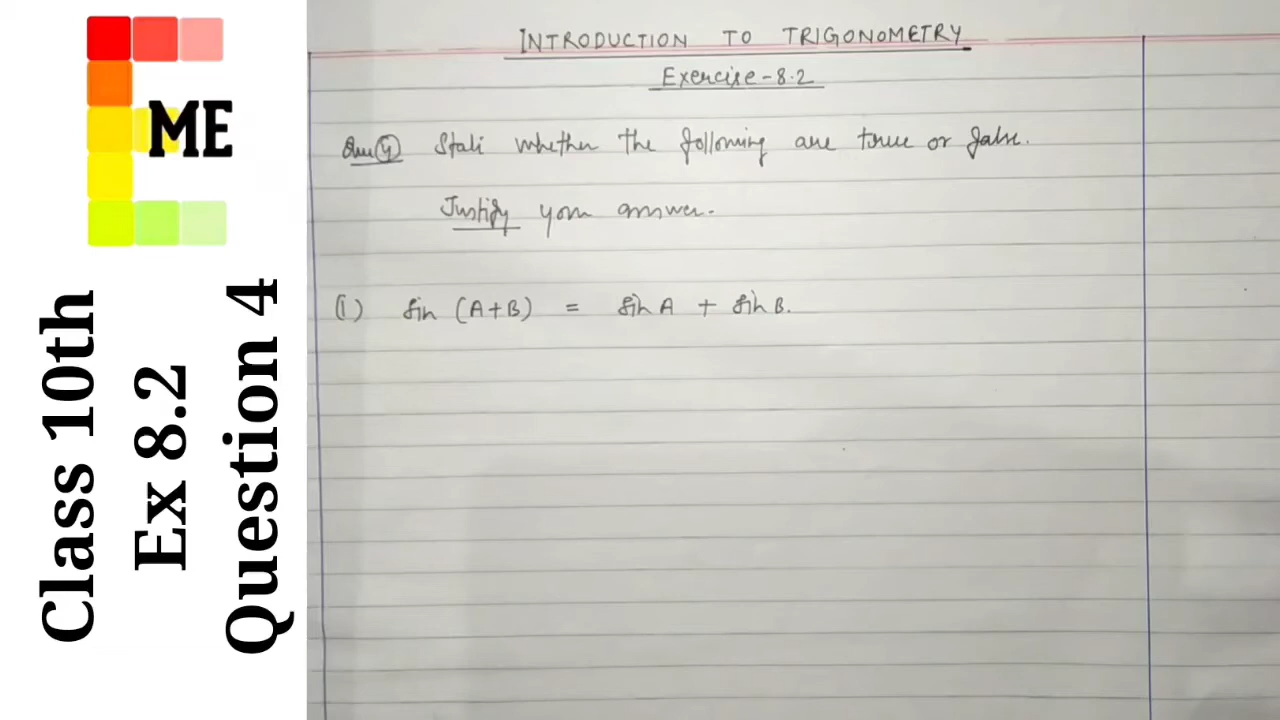 ME
Class 10th
Ex 8.2
Question 4
INTRODUCTION TO TRIGONOMETRY
Exercise-8.2
Que(4) State whether the following are true or false.
Justify your answer.
(i) sin (A+B) = sin A + sin B.